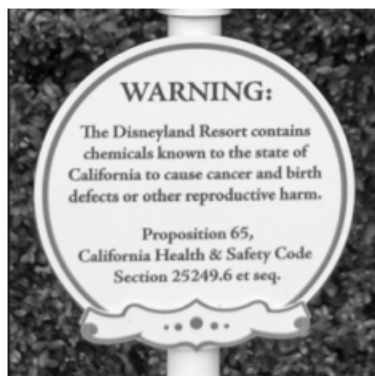 WARNING:
The Disneyland Resort contains
chemicals known to the state of
California to cause cancer and birth
defects or other reproductive harm.
Proposition 65,
California Health & Safety Code
Section 25249.6 et seq.